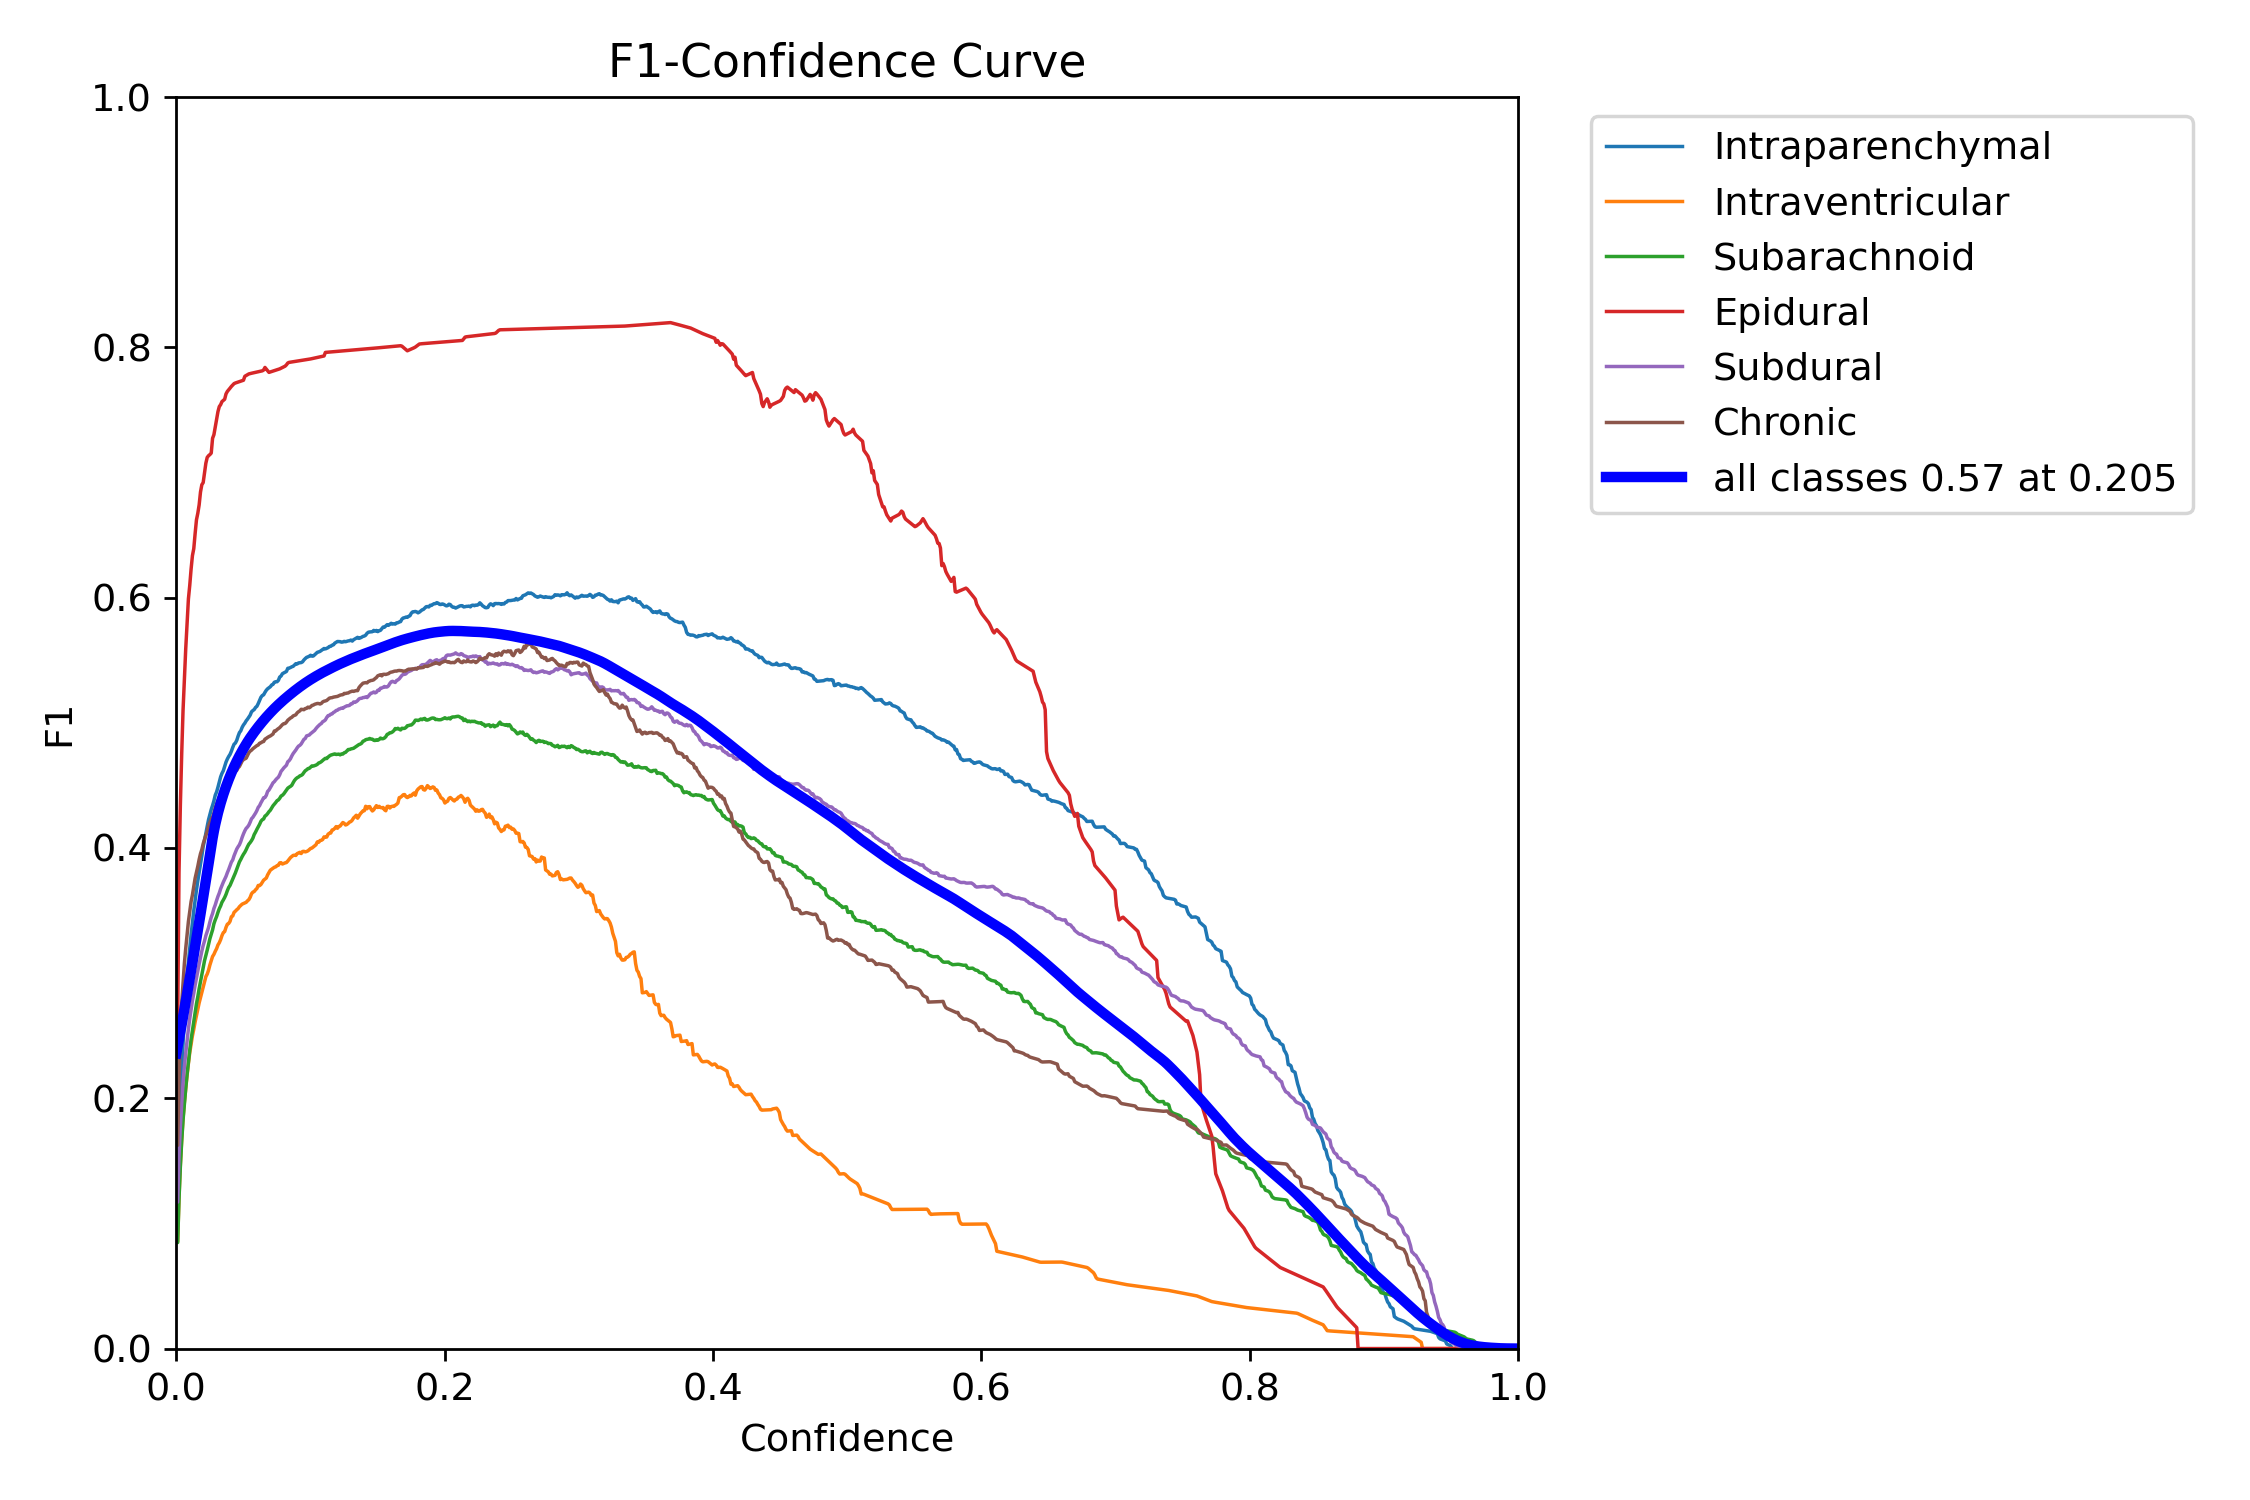 F1-Confidence Curve
1.0
0.8
0.6
0.4
0.2
0.0
F1
0.0 0.2 0.4 0.6 0.8 1.0
Confidence
Intraparenchymal
Intraventricular
Subarachnoid
Epidural
Subdural
Chronic
all classes 0.57 at 0.205